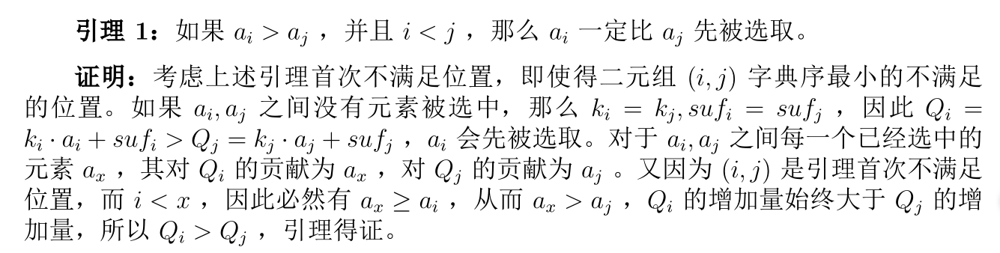 引理 1：如果 $a_i > a_j$ ，并且 $i < j$ ，那么 $a_i$ 一定比 $a_j$ 先被选取。
证明：考虑上述引理首次不满足位置，即使得二元组 $(i, j)$ 字典序最小的不满足
的位置。如果 $a_i, a_j$ 之间没有元素被选中，那么 $k_i = k_j, suf_i = suf_j$ ，因此 $Q_i =$
$k_i \cdot a_i + suf_i > Q_j = k_j \cdot a_j + suf_j$ ，$a_i$ 会先被选取。对于 $a_i, a_j$ 之间每一个已经选中的
元素 $a_x$ ，其对 $Q_i$ 的贡献为 $a_x$ ，对 $Q_j$ 的贡献为 $a_j$ 。又因为 $(i, j)$ 是引理首次不满足
位置，而 $i < x$ ，因此必然有 $a_x \geq a_i$ ，从而 $a_x > a_j$ ，$Q_i$ 的增加量始终大于 $Q_j$ 的增
加量，所以 $Q_i > Q_j$ ，引理得证。